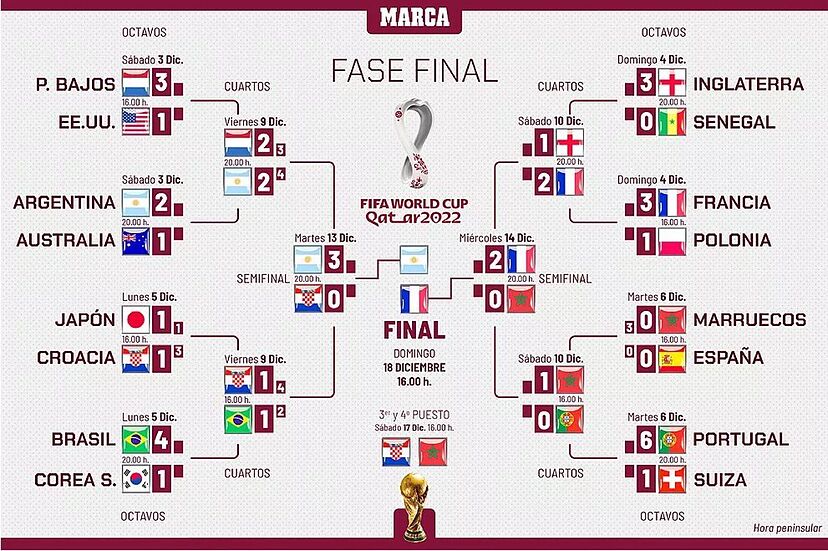 MARCA
FASE FINAL
FIFA WORLD CUP
Qatar2022
OCTAVOS
Sábado 3 Dic.
P. BAJOS 3
16.00 h.
EE.UU. 1
Sábado 3 Dic.
ARGENTINA 2
20.00 h.
AUSTRALIA 1
Lunes 5 Dic.
JAPÓN 1 1
16.00 h.
CROACIA 1 3
Lunes 5 Dic.
BRASIL 4
20.00 h.
COREA S. 1
OCTAVOS
CUARTOS
Viernes 9 Dic.
2 3
20.00 h.
2 4
Viernes 9 Dic.
1 4
16.00 h.
1 2
CUARTOS
Martes 13 Dic.
3
SEMIFINAL
20.00 h.
0
FINAL
DOMINGO
18 DICIEMBRE
16.00 h.
3er y 4º PUESTO
Sábado 17 Dic. 16.00 h.
Miércoles 14 Dic.
2
20.00 h.
SEMIFINAL
0
CUARTOS
Sábado 10 Dic.
1
20.00 h.
2
Sábado 10 Dic.
1
16.00 h.
0
CUARTOS
OCTAVOS
Domingo 4 Dic.
3 INGLATERRA
20.00 h.
0 SENEGAL
Domingo 4 Dic.
3 FRANCIA
16.00 h.
1 POLONIA
Martes 6 Dic.
3 0 MARRUECOS
16.00 h.
0 0 ESPAÑA
Martes 6 Dic.
6 PORTUGAL
20.00 h.
1 SUIZA
OCTAVOS
Hora peninsular